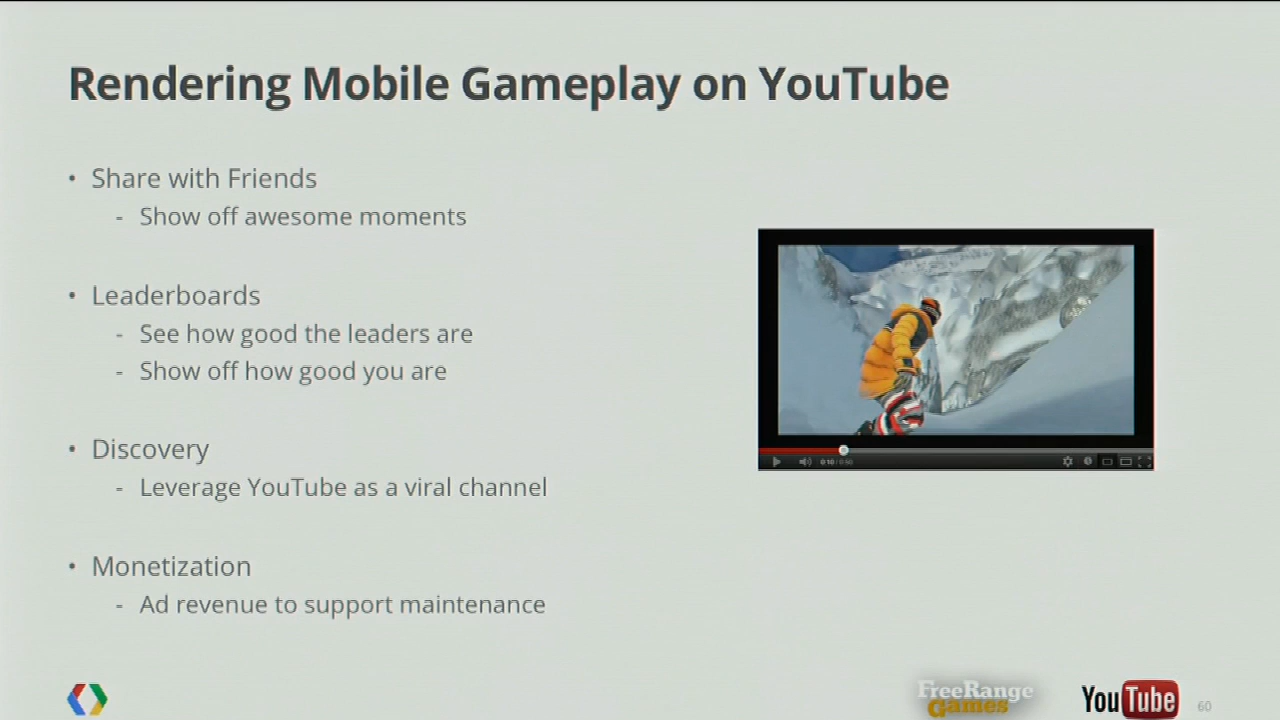 Rendering Mobile Gameplay on YouTube
• Share with Friends
- Show off awesome moments
• Leaderboards
- See how good the leaders are
- Show off how good you are
• Discovery
- Leverage YouTube as a viral channel
• Monetization
- Ad revenue to support maintenance
FreeRange
Games
YouTube
60